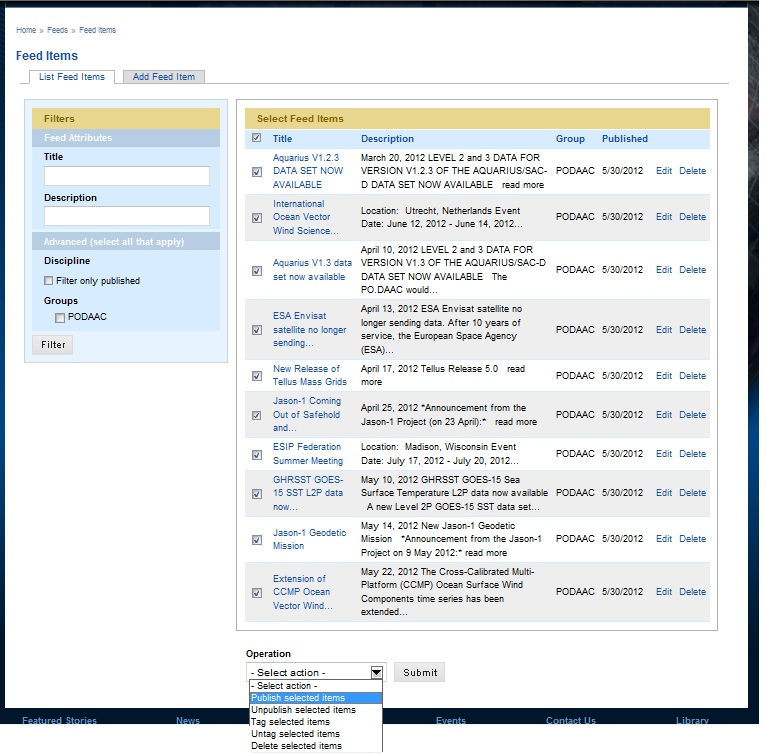 Home » Feeds » Feed Items
Feed Items
List Feed Items
Add Feed Item
Filters
Feed Attributes
Title
Description
Advanced (select all that apply)
Discipline
Filter only published
Groups
PODAAC
Filter
Select Feed Items
Title Description Group Published
Aquarius V1.2.3
DATA SET NOW
AVAILABLE
March 20, 2012 LEVEL 2 and 3 DATA FOR
VERSION V1.2.3 OF THE AQUARIUS/SAC-
D DATA SET NOW AVAILABLE read more
PODAAC 5/30/2012 Edit Delete
International
Ocean Vector
Wind Science...
Location: Utrecht, Netherlands Event
Date: June 12, 2012 - June 14, 2012...
PODAAC 5/30/2012 Edit Delete
Aquarius V1.3 data
set now available
April 10, 2012 LEVEL 2 and 3 DATA FOR
VERSION V1.3 OF THE AQUARIUS/SAC-D
DATA SET NOW AVAILABLE The
PO.DAAC would...
PODAAC 5/30/2012 Edit Delete
ESA Envisat
satellite no longer
sending...
April 13, 2012 ESA Envisat satellite no
longer sending data. After 10 years of
service, the European Space Agency
(ESA)...
PODAAC 5/30/2012 Edit Delete
New Release of
Tellus Mass Grids
April 17, 2012 Tellus Release 5.0 read
more
PODAAC 5/30/2012 Edit Delete
Jason-1 Coming
Out of Safehold
and...
April 25, 2012 *Announcement from the
Jason-1 Project (on 23 April):* read more
PODAAC 5/30/2012 Edit Delete
ESIP Federation
Summer Meeting
Location: Madison, Wisconsin Event
Date: July 17, 2012 - July 20, 2012...
PODAAC 5/30/2012 Edit Delete
GHRSST GOES-
15 SST L2P data
now...
May 10, 2012 GHRSST GOES-15 Sea
Surface Temperature L2P data now available
A new Level 2P GOES-15 SST data set...
PODAAC 5/30/2012 Edit Delete
Jason-1 Geodetic
Mission
May 14, 2012 New Jason-1 Geodetic
Mission *Announcement from the Jason-1
Project on 9 May 2012:* read more
PODAAC 5/30/2012 Edit Delete
Extension of
CCMP Ocean
Vector Wind...
May 22, 2012 The Cross-Calibrated Multi-
Platform (CCMP) Ocean Surface Wind
Components time series has been
extended...
PODAAC 5/30/2012 Edit Delete
Operation
- Select action -
Submit
- Select action -
Publish selected items
Unpublish selected items
Tag selected items
Untag selected items
Delete selected items
Featured Stories News Events Contact Us Library